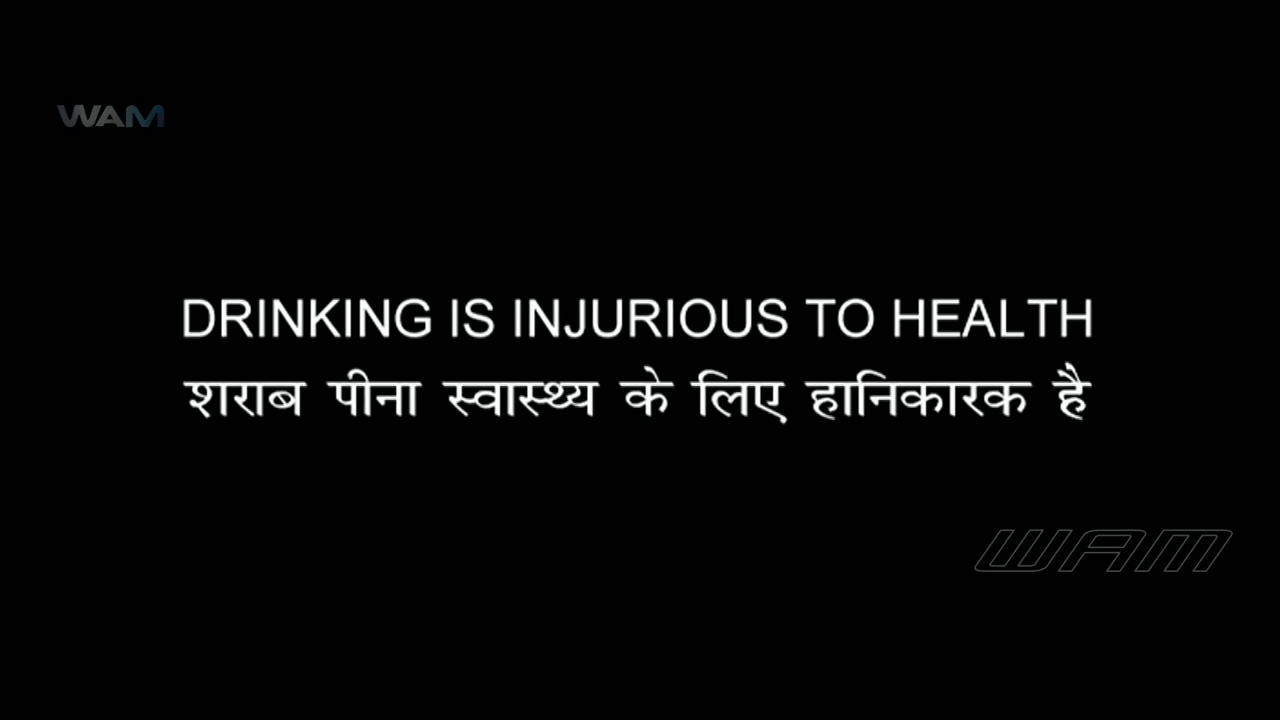 WAM
DRINKING IS INJURIOUS TO HEALTH
शराब पीना स्वास्थ्य के लिए हानिकारक है
WAM